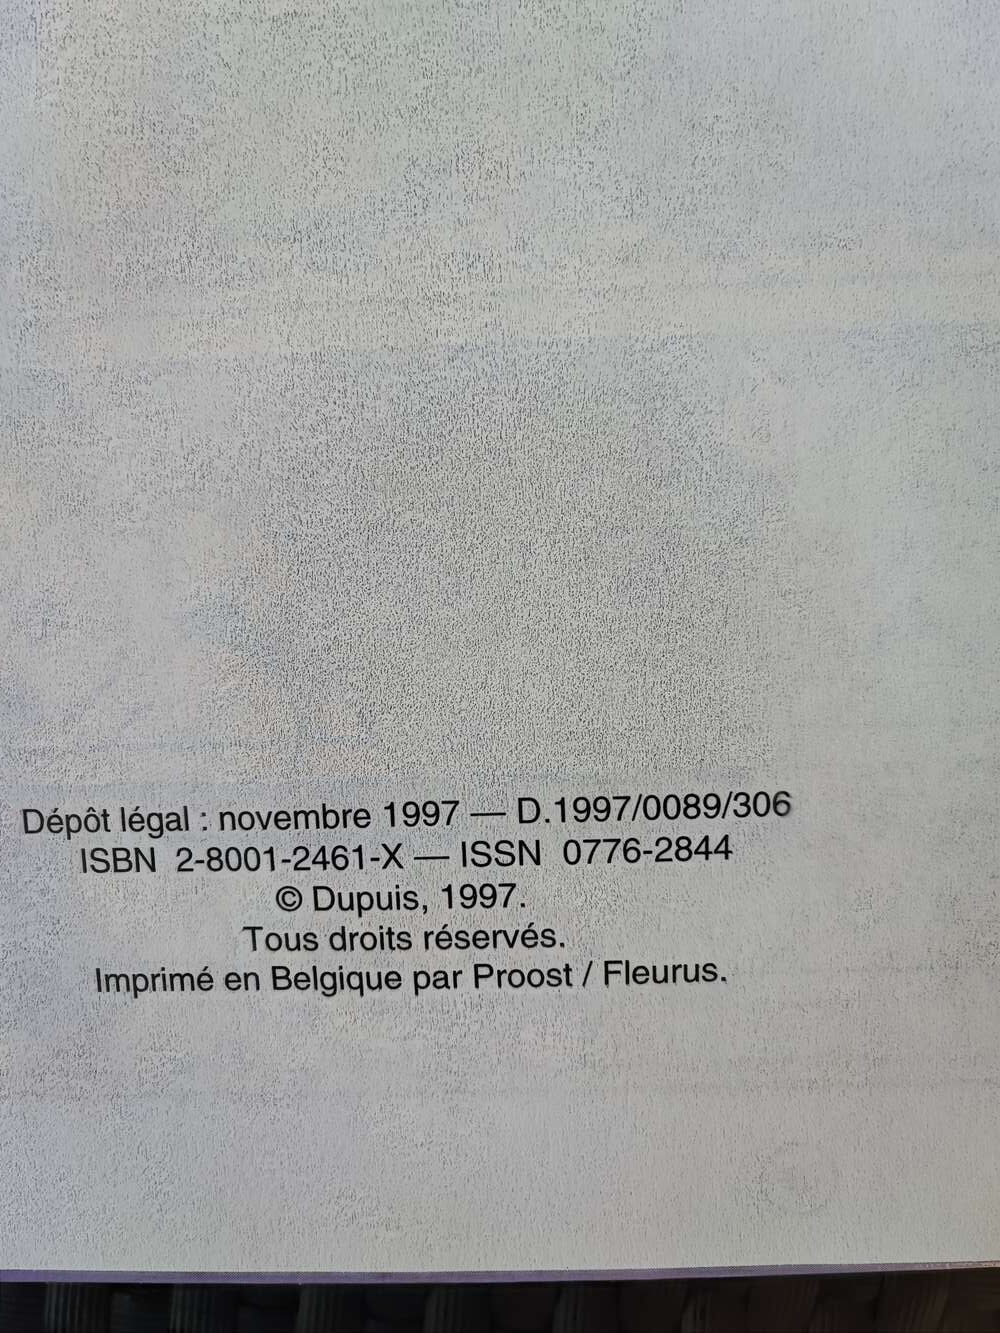 Dépôt légal : novembre 1997 — D.1997/0089/306
ISBN 2-8001-2461-X — ISSN 0776-2844
© Dupuis, 1997.
Tous droits réservés.
Imprimé en Belgique par Proost / Fleurus.